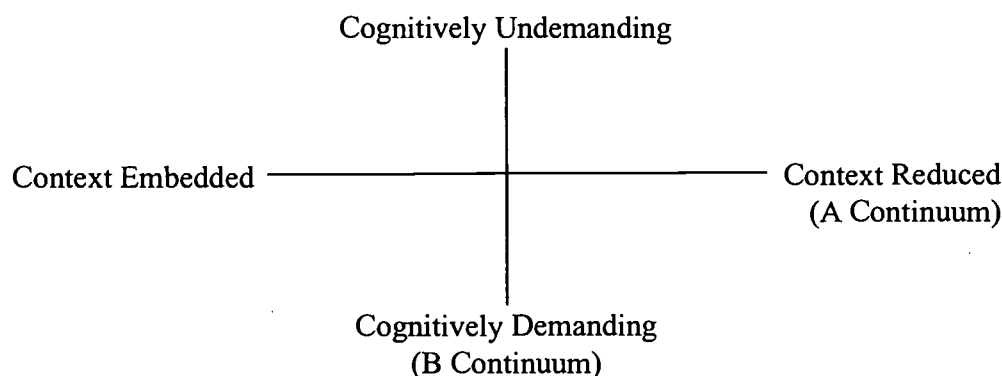 Cognitively Undemanding
Context Embedded
Context Reduced
(A Continuum)
Cognitively Demanding
(B Continuum)